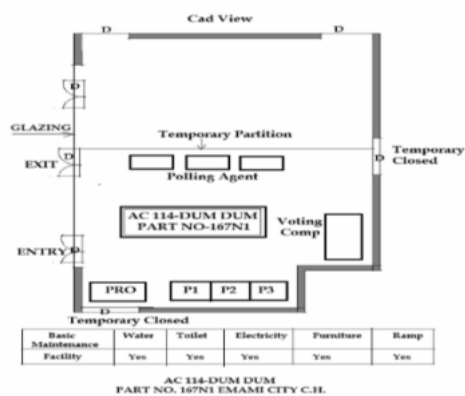 Cad View
D D
D
GLAZING
Temporary Partition
Temporary
Closed
D
D
EXIT
Polling Agent
AC 114-DUM DUM
PART NO-167N1
Voting
Comp
ENTRY
D
PRO P1 P2 P3
D
Temporary Closed
Basic Maintenance Water Toilet Electricity Furniture Ramp
Facility Yes Yes Yes Yes Yes
AC 114-DUM DUM
PART NO. 167N1 EMAMI CITY C.H.